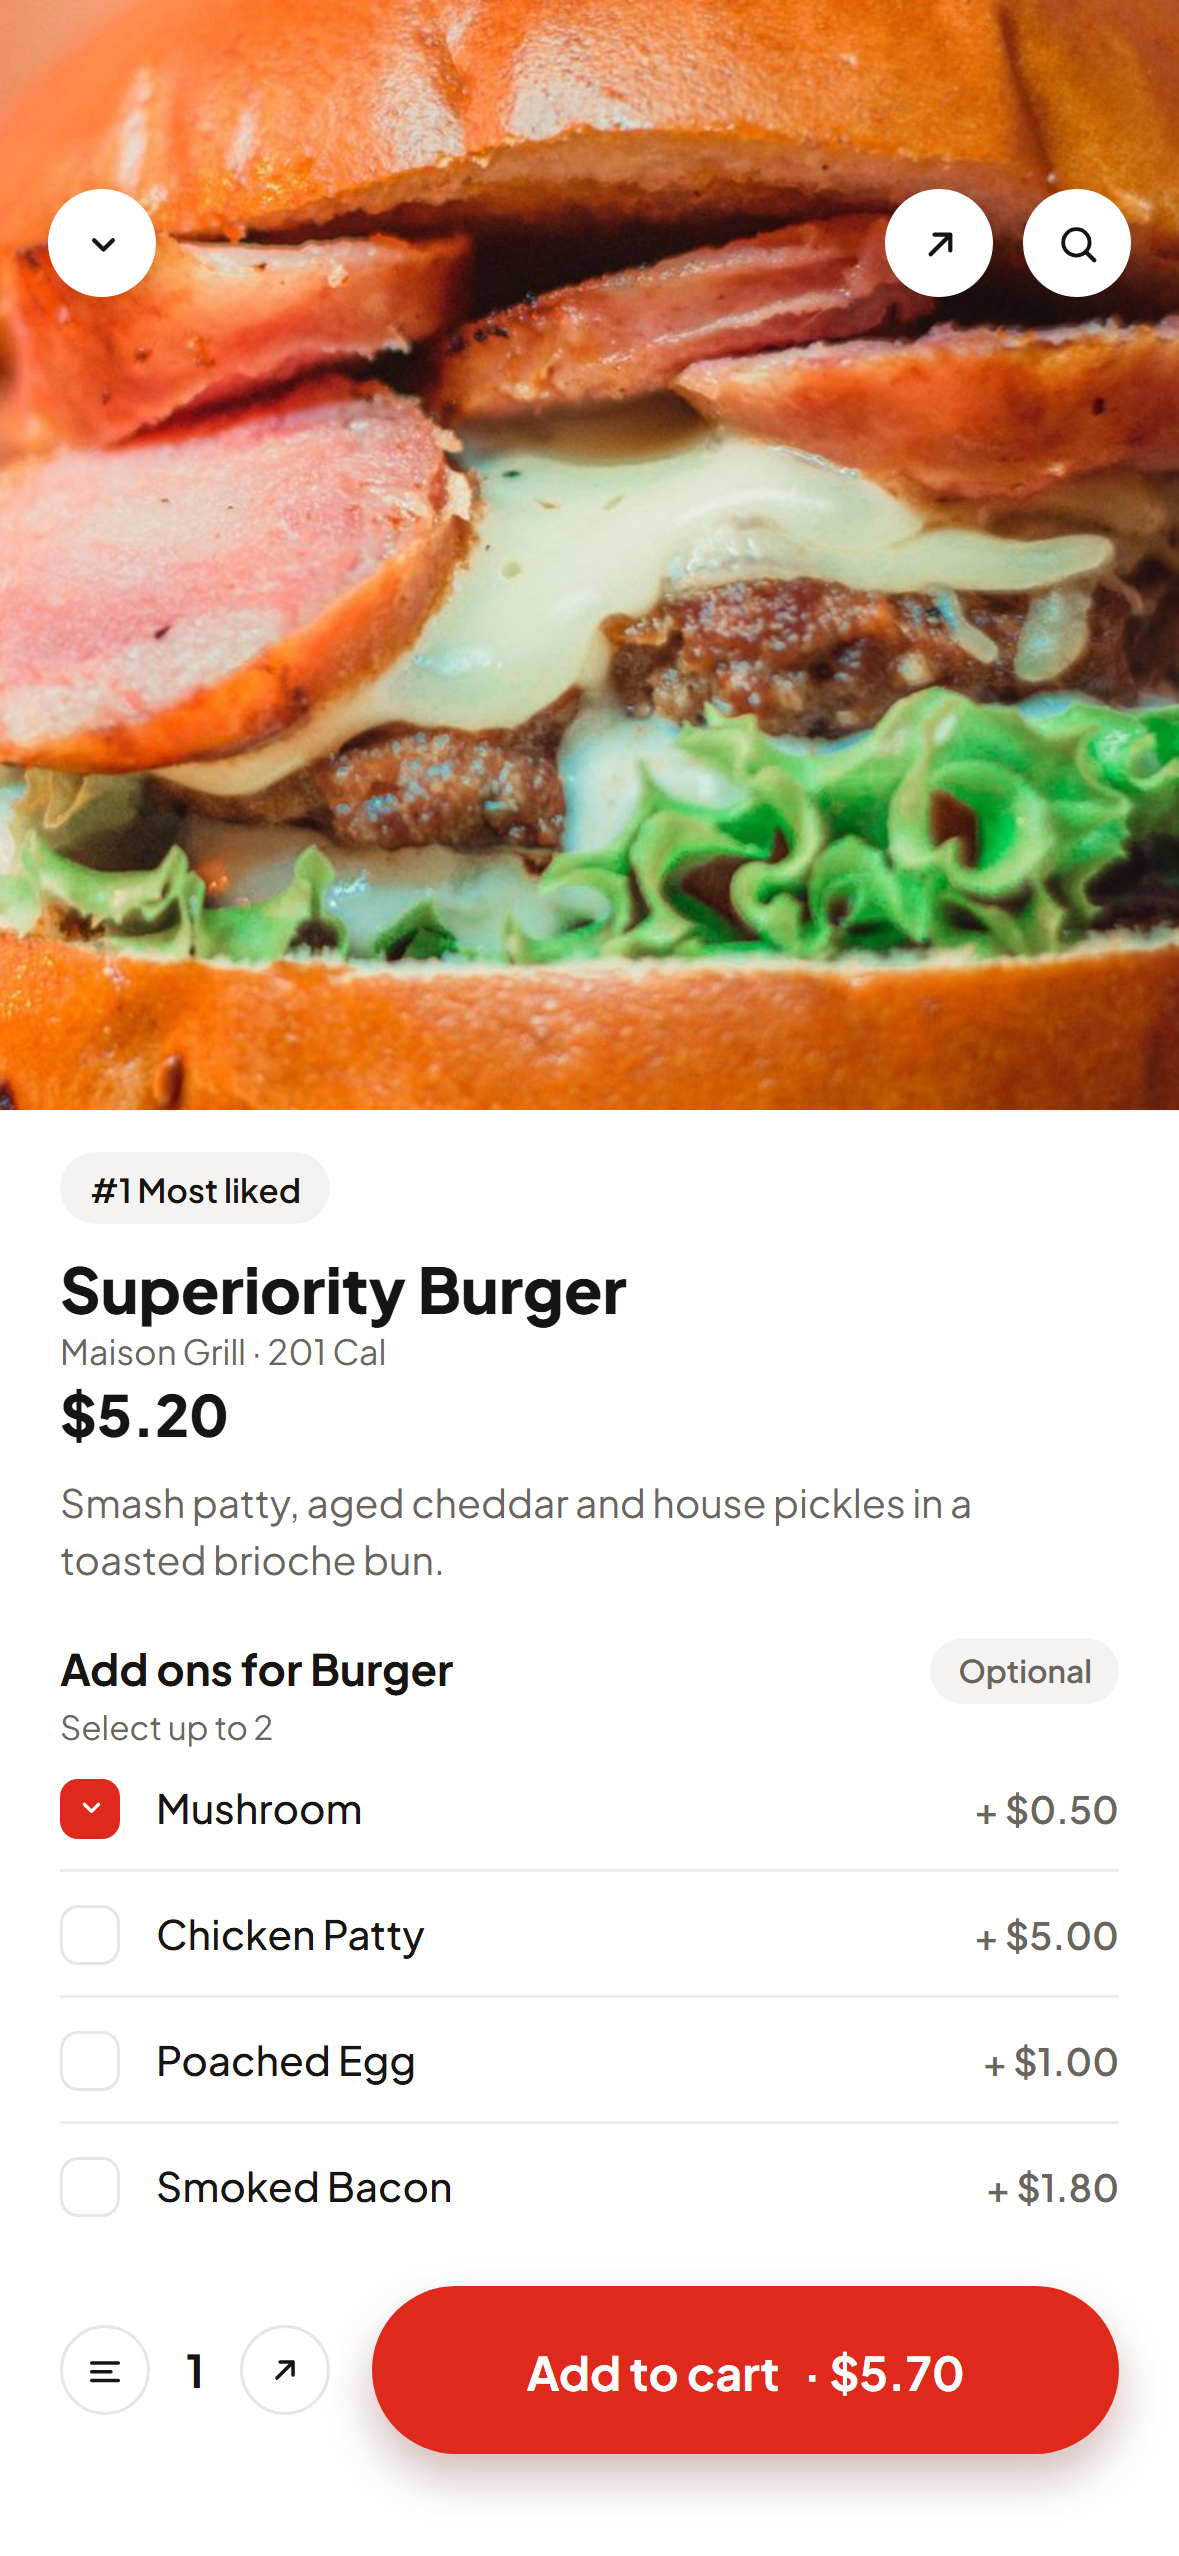 #1 Most liked
Superiority Burger
Maison Grill · 201 Cal
$5.20
Smash patty, aged cheddar and house pickles in a
toasted brioche bun.
Add ons for Burger
Optional
Select up to 2
Mushroom + $0.50
Chicken Patty + $5.00
Poached Egg + $1.00
Smoked Bacon + $1.80
1
Add to cart · $5.70